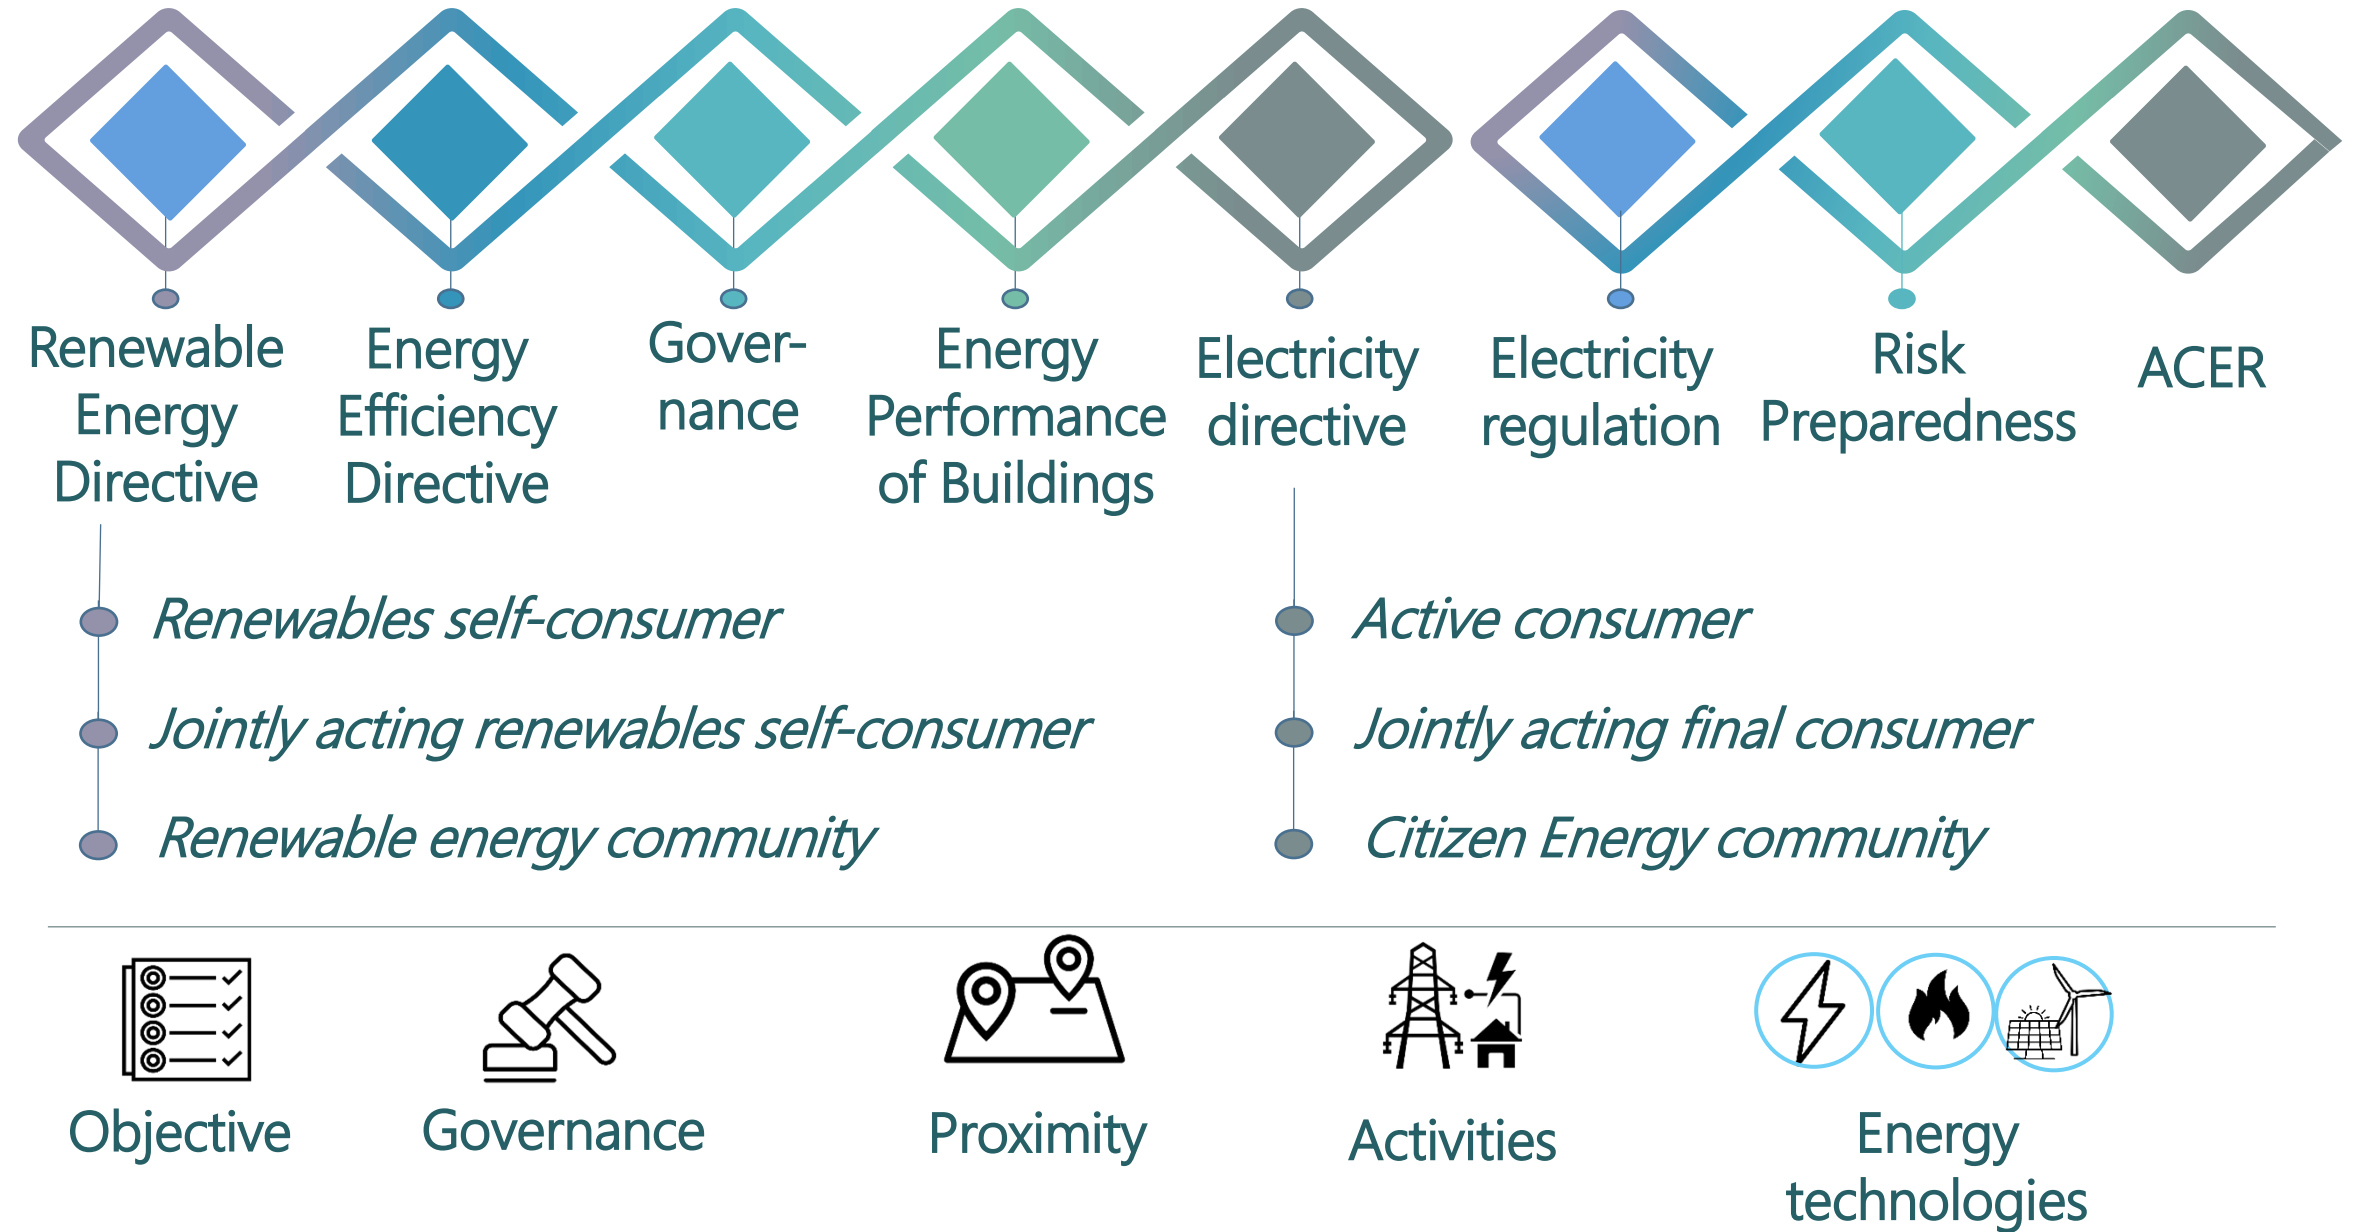 Renewable
Energy
Directive
Energy
Efficiency
Directive
Gover-
nance
Energy
Performance
of Buildings
Electricity
directive
Electricity
regulation
Risk
Preparedness
ACER
Renewables self-consumer
Jointly acting renewables self-consumer
Renewable energy community
Active consumer
Jointly acting final consumer
Citizen Energy community
Objective
Governance
Proximity
Activities
Energy
technologies